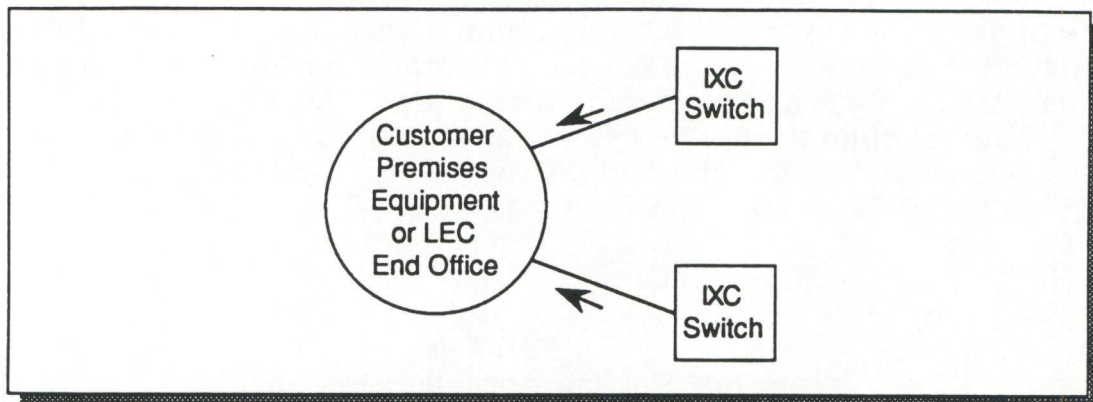 IXC
Switch
Customer
Premises
Equipment
or LEC
End Office
IXC
Switch